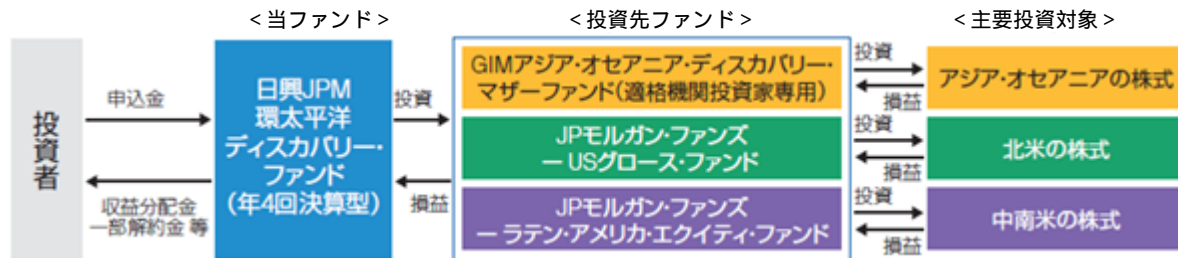 <当ファンド>
<投資先ファンド>
<主要投資対象>
投資者
申込金
収益分配金
一部解約金 等
日興JPM
環太平洋
ディスカバリー・
ファンド
(年4回決算型)
投資
損益
GIMアジア・オセアニア・ディスカバリー・
マザーファンド(適格機関投資家専用)
投資
損益
アジア・オセアニアの株式
JPモルガン・ファンズ
ーUSグロース・ファンド
投資
損益
北米の株式
JPモルガン・ファンズ
ーラテン・アメリカ・エクイティ・ファンド
投資
損益
中南米の株式